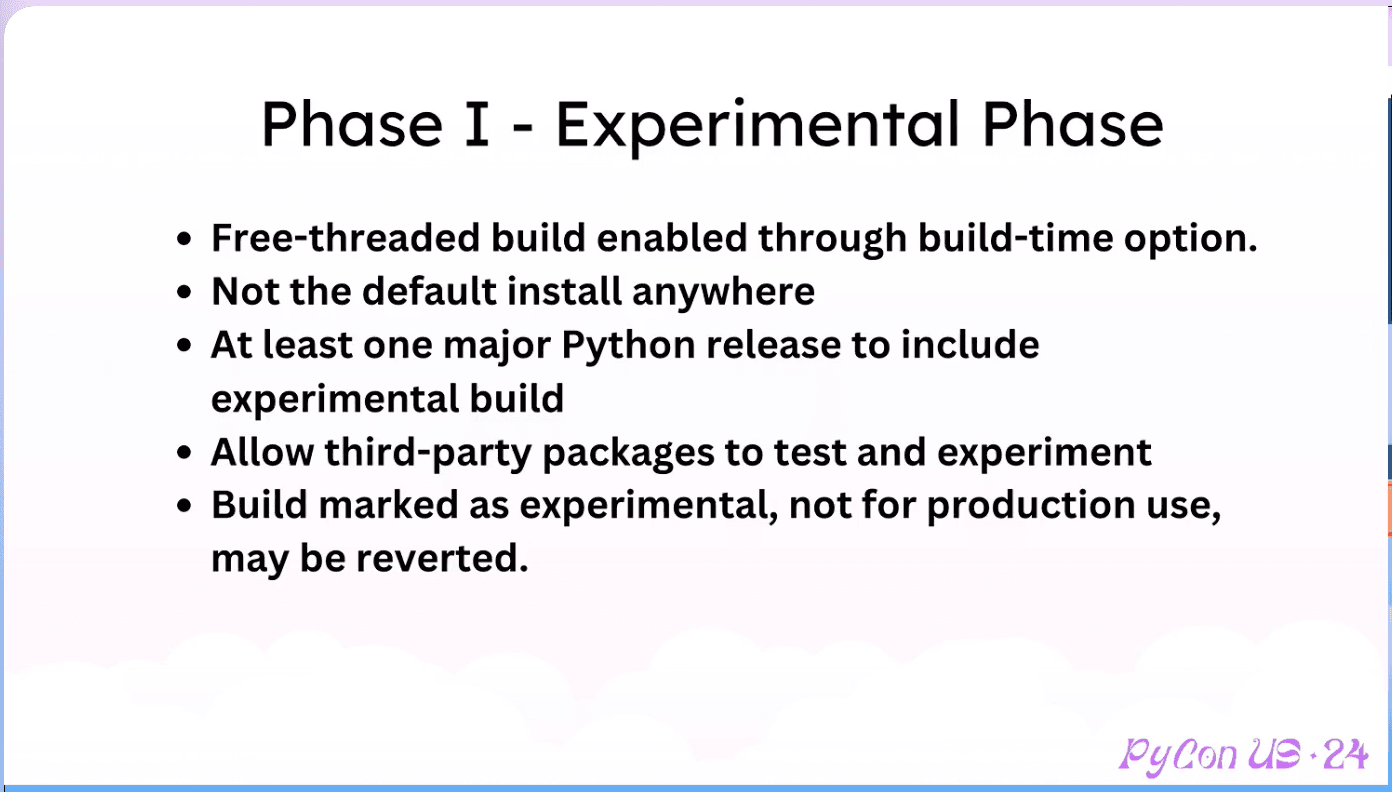 Phase I - Experimental Phase
• Free-threaded build enabled through build-time option.
• Not the default install anywhere
• At least one major Python release to include
experimental build
• Allow third-party packages to test and experiment
• Build marked as experimental, not for production use,
may be reverted.
PyCon US · 24